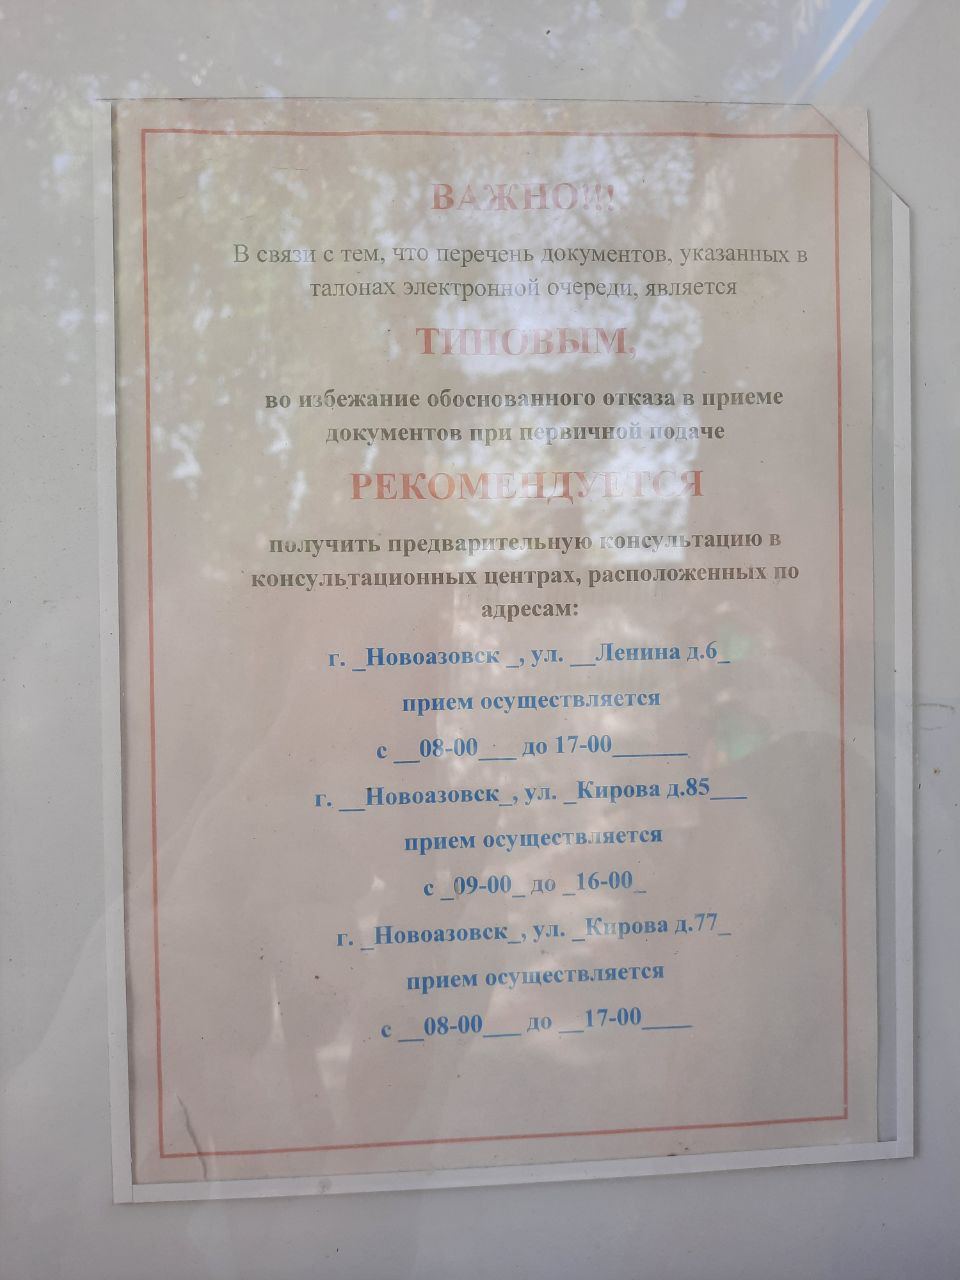 ВАЖНО!!!
В связи с тем, что перечень документов, указанных в
талонах электронной очереди, является
ТИПОВЫМ,
во избежание обоснованного отказа в приеме
документов при первичной подаче
РЕКОМЕНДУЕТСЯ
получить предварительную консультацию в
консультационных центрах, расположенных по
адресам:
г. _Новоазовск _, ул. __Ленина д.6_
прием осуществляется
с __08-00___ до 17-00______
г. __Новоазовск_, ул. _Кирова д.85___
прием осуществляется
с _09-00_ до _16-00_
г. _Новоазовск_, ул. _Кирова д.77_
прием осуществляется
с __08-00___ до __17-00____